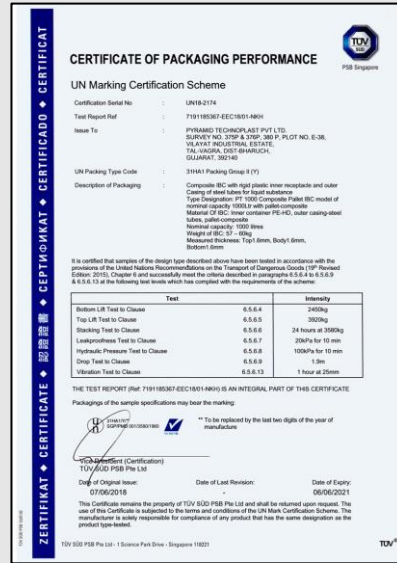 ZERTIFIKAT ◆ CERTIFICATE ◆ 認證證書 ◆ СЕРТИФИКАТ ◆ CERTIFICADO ◆ CERTIFICAT
TÜV
SÜD
PSB Singapore
CERTIFICATE OF PACKAGING PERFORMANCE
UN Marking Certification Scheme
Certification Serial No : UN18-2174
Test Report Ref : 7191185367-EEC18/01-NKH
Issue To : PYRAMID TECHNOPLAST PVT LTD.
SURVEY NO. 375P & 376P, 380 P, PLOT NO, E-38,
VILAYAT INDUSTRIAL ESTATE,
TAL-VAGRA, DIST-BHARUCH,
GUJARAT, 392140
UN Packing Type Code : 31HA1 Packing Group II (Y)
Description of Packaging : Composite IBC with rigid plastic inner receptacle and outer
Casing of steel tubes for liquid substance
Type Designation: PT 1000 Composite Pallet IBC model of
nominal capacity 1000Ltr with pallet-composite
Material Of IBC: Inner container PE-HD, outer casing-steel
tubes, pallet-composite
Nominal capacity: 1000 litres
Weight of IBC: 57 – 60kg
Measured thickness: Top1.6mm, Body1.6mm,
Bottom1.6mm
It is certified that samples of the design type described above have been tested in accordance with the
provisions of the United Nations Recommendations on the Transport of Dangerous Goods (19th Revised
Edition: 2015), Chapter 6 and successfully meet the criteria described in paragraphs 6.5.6.4 to 6.5.6.9
& 6.5.6.13 at the following test levels which has complied with the requirements of the scheme:
Test Intensity
Bottom Lift Test to Clause 6.5.6.4 2450kg
Top Lift Test to Clause 6.5.6.5 3920kg
Stacking Test to Clause 6.5.6.6 24 hours at 3580kg
Leakproofness Test to Clause 6.5.6.7 20kPa for 10 min
Hydraulic Pressure Test to Clause 6.5.6.8 100kPa for 10 min
Drop Test to Clause 6.5.6.9 1.9m
Vibration Test to Clause 6.5.6.13 1 hour at 25mm
THE TEST REPORT (Ref: 7191185367-EEC18/01-NKH) IS AN INTEGRAL PART OF THIS CERTIFICATE
Packagings of the sample specifications may bear the marking:
** To be replaced by the last two digits of the year of
manufacture
Vice President (Certification)
TÜV SÜD PSB Pte Ltd
Date of Original Issue: Date of Last Revision: Date of Expiry:
07/06/2018 - 06/06/2021
This Certificate remains the property of TÜV SÜD PSB Pte Ltd and shall be returned upon request. The
use of this Certificate is subjected to the terms and conditions of the UN Mark Certification Scheme. The
manufacturer is solely responsible for compliance of any product that has the same designation as the
product type-tested.
TÜV SÜD PSB Pte Ltd - 1 Science Park Drive - Singapore 118221
TÜV®